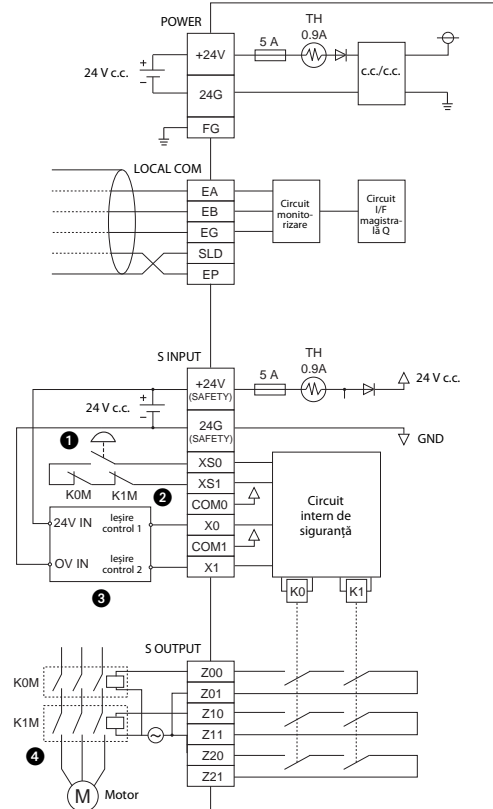 POWER
TH
0.9A
+24V
5 A
24 V c.c.
+
−
24G
c.c./c.c.
FG
LOCAL COM
EA
EB
EG
SLD
EP
Circuit
monito-
rizare
Circuit
I/F
magistra-
lă Q
S INPUT
TH
0.9A
+24V
(SAFETY)
5 A
24 V c.c.
24 V c.c.
+
−
24G
(SAFETY)
GND
1
XS0
K0M
K1M
2
XS1
COM0
24V IN
Ieșire
control 1
X0
COM1
OV IN
Ieșire
control 2
X1
3
Circuit
intern de
siguranță
K0
K1
S OUTPUT
K0M
Z00
Z01
K1M
Z10
Z11
4
Z20
Z21
M
Motor